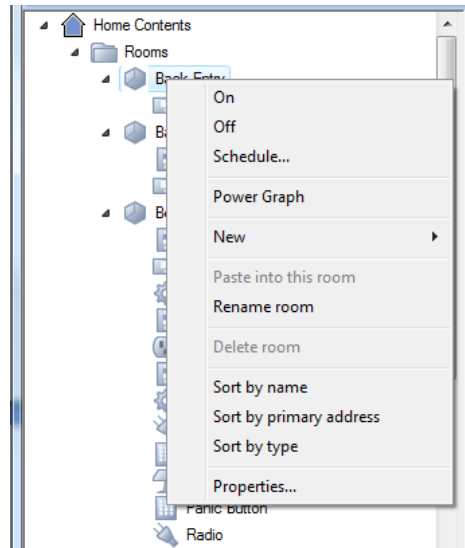 Home Contents
Rooms
Back Entry
On
Off
Schedule...
Power Graph
New
Paste into this room
Rename room
Delete room
Sort by name
Sort by primary address
Sort by type
Properties...
Panic Button
Radio